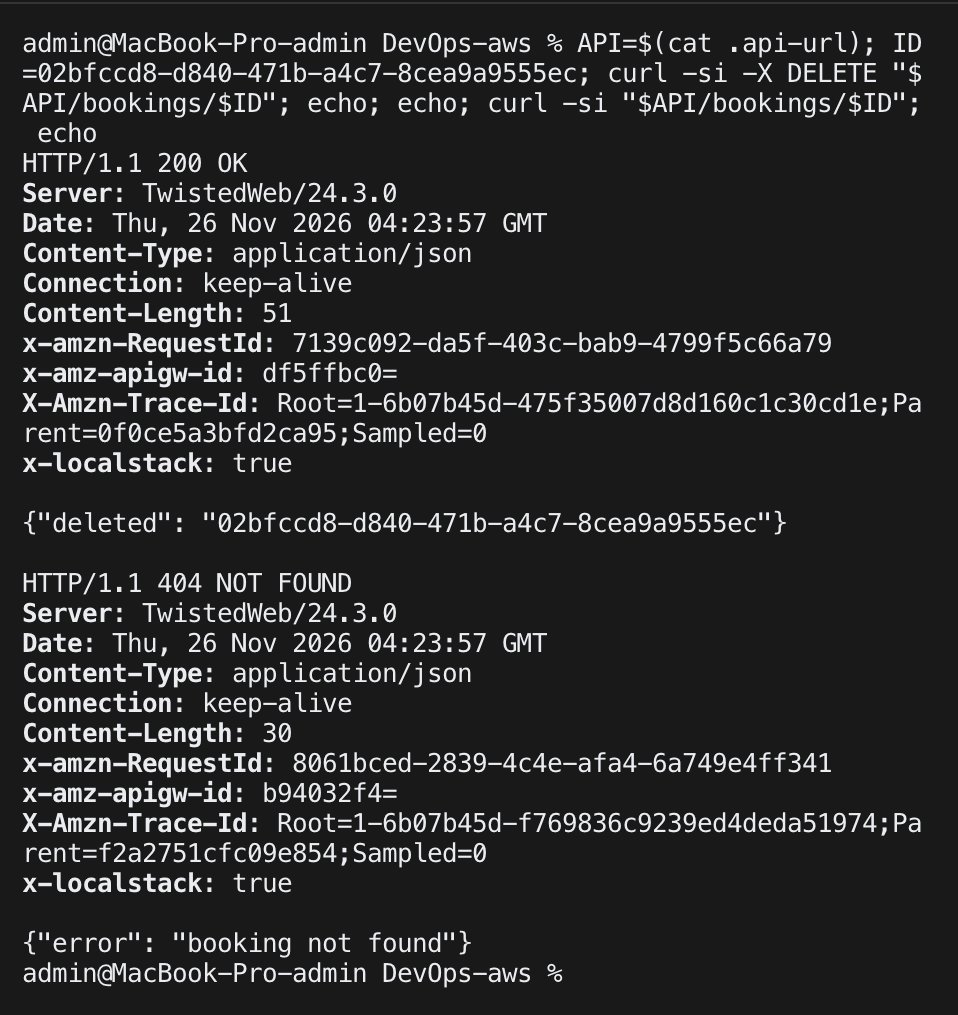 admin@MacBook-Pro-admin DevOps-aws % API=$(cat .api-url); ID
=02bfccd8-d840-471b-a4c7-8cea9a9555ec; curl -si -X DELETE "$
API/bookings/$ID"; echo; echo; curl -si "$API/bookings/$ID";
 echo
HTTP/1.1 200 OK
Server: TwistedWeb/24.3.0
Date: Thu, 26 Nov 2026 04:23:57 GMT
Content-Type: application/json
Connection: keep-alive
Content-Length: 51
x-amzn-RequestId: 7139c092-da5f-403c-bab9-4799f5c66a79
x-amz-apigw-id: df5ffbc0=
X-Amzn-Trace-Id: Root=1-6b07b45d-475f35007d8d160c1c30cd1e;Pa
rent=0f0ce5a3bfd2ca95;Sampled=0
x-localstack: true

{"deleted": "02bfccd8-d840-471b-a4c7-8cea9a9555ec"}

HTTP/1.1 404 NOT FOUND
Server: TwistedWeb/24.3.0
Date: Thu, 26 Nov 2026 04:23:57 GMT
Content-Type: application/json
Connection: keep-alive
Content-Length: 30
x-amzn-RequestId: 8061bced-2839-4c4e-afa4-6a749e4ff341
x-amz-apigw-id: b94032f4=
X-Amzn-Trace-Id: Root=1-6b07b45d-f769836c9239ed4deda51974;Pa
rent=f2a2751cfc09e854;Sampled=0
x-localstack: true

{"error": "booking not found"}
admin@MacBook-Pro-admin DevOps-aws %